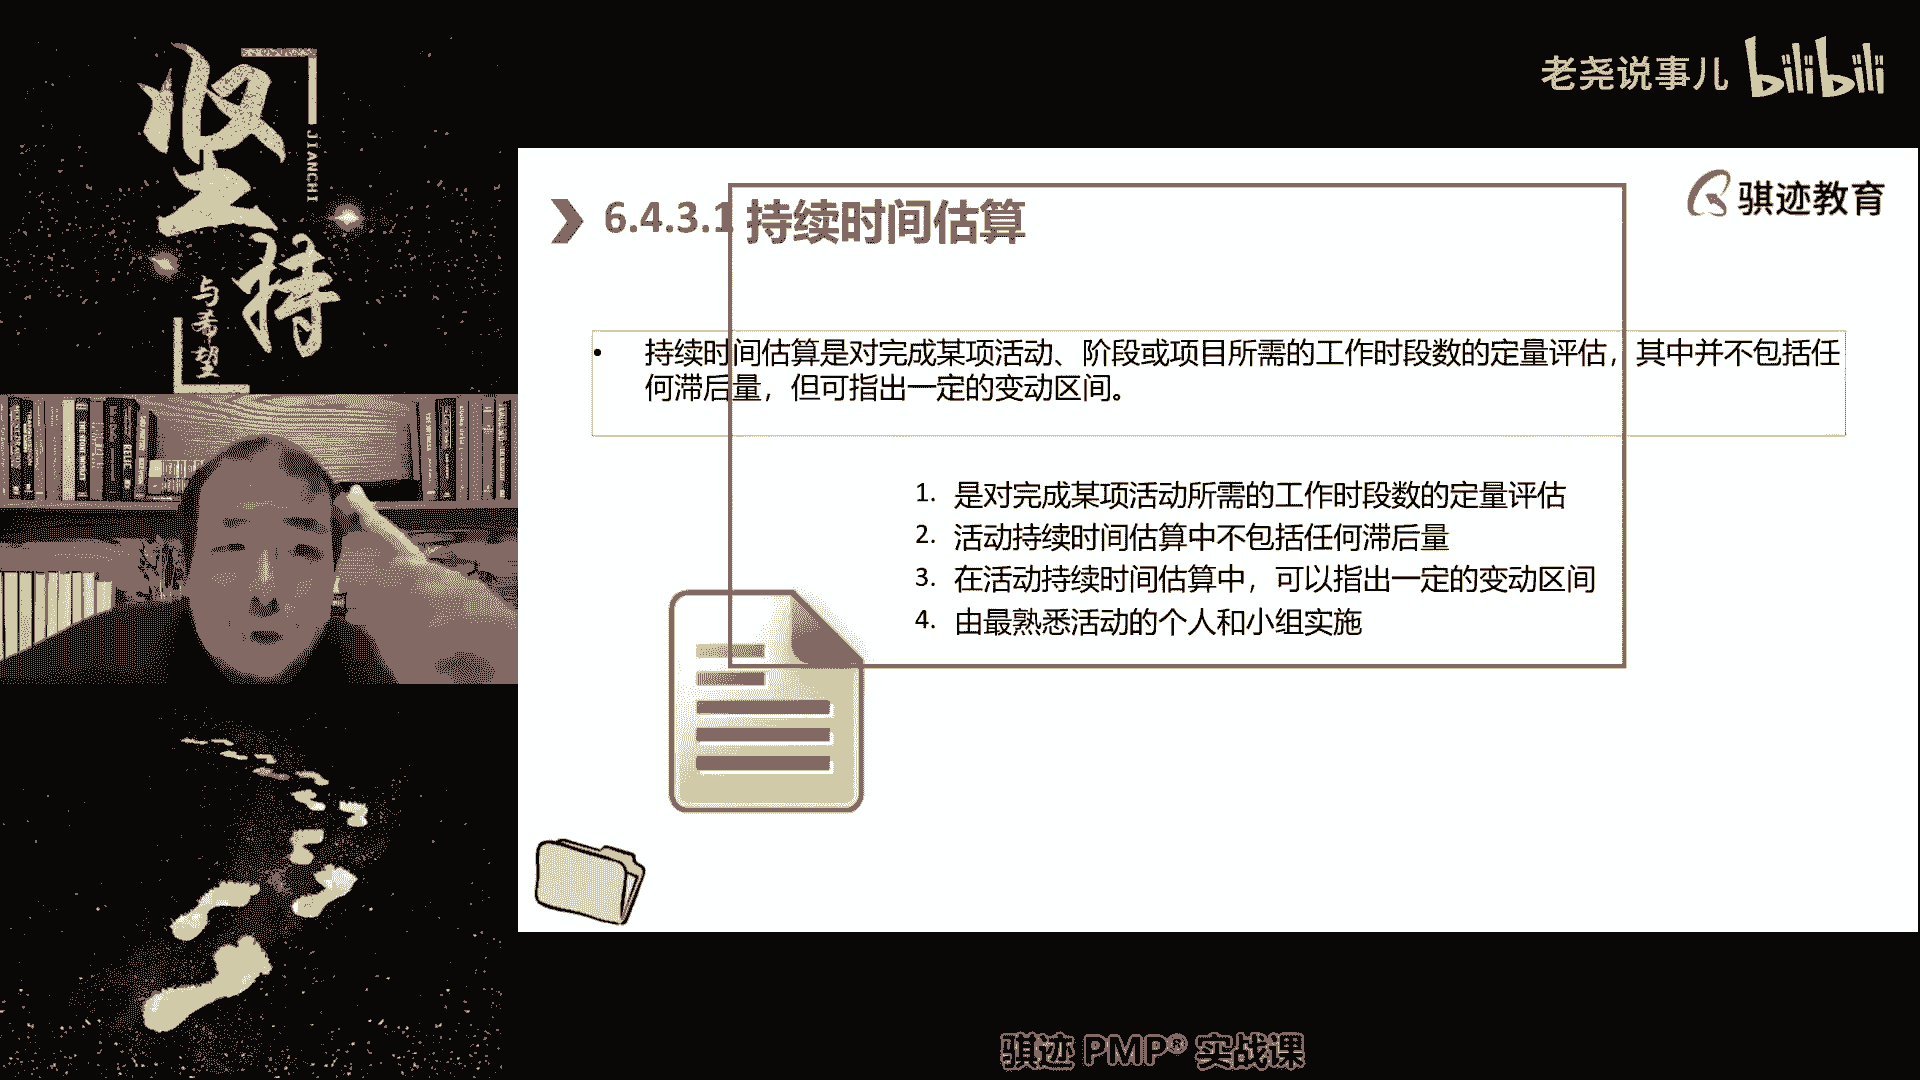 坚持
JIANCHI
与希望
老尧说事儿 bilibili
骐迹教育
6.4.3.1 持续时间估算
• 持续时间估算是对完成某项活动、阶段或项目所需的工作时段数的定量评估，其中并不包括任
何滞后量，但可指出一定的变动区间。
1. 是对完成某项活动所需的工作时段数的定量评估
2. 活动持续时间估算中不包括任何滞后量
3. 在活动持续时间估算中，可以指出一定的变动区间
4. 由最熟悉活动的个人和小组实施
骐迹 PMP® 实战课